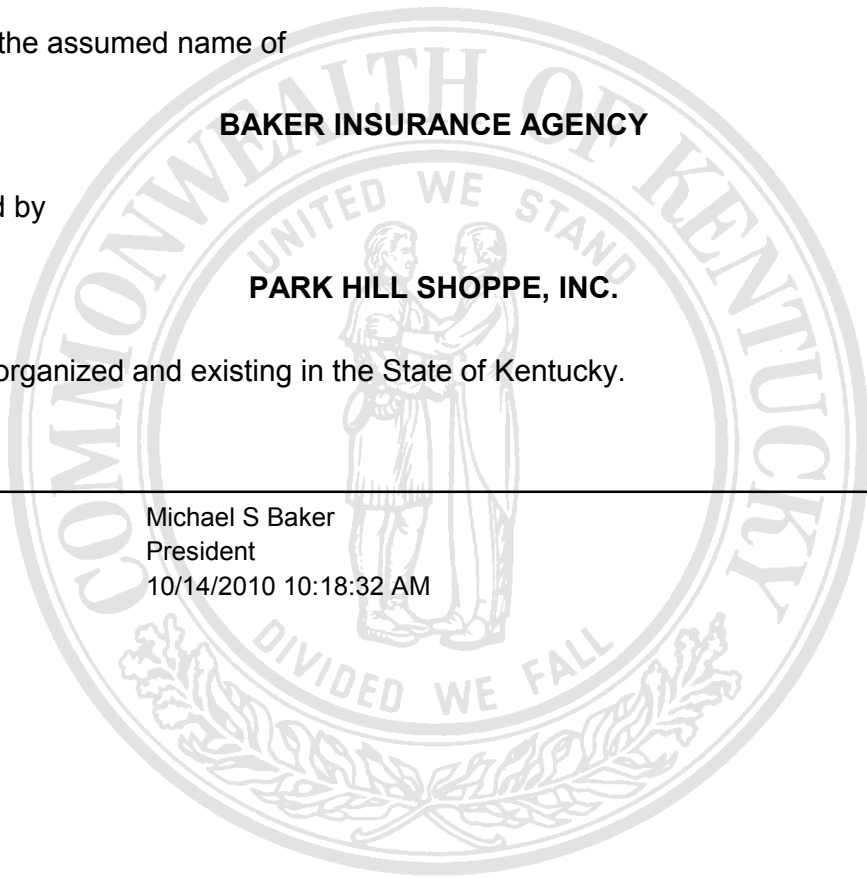 the assumed name of
BAKER INSURANCE AGENCY
d by
PARK HILL SHOPPE, INC.
organized and existing in the State of Kentucky.
Michael S Baker
President
10/14/2010 10:18:32 AM
COMMONWEALTH OF KENTUCKY
UNITED WE STAND
DIVIDED WE FALL